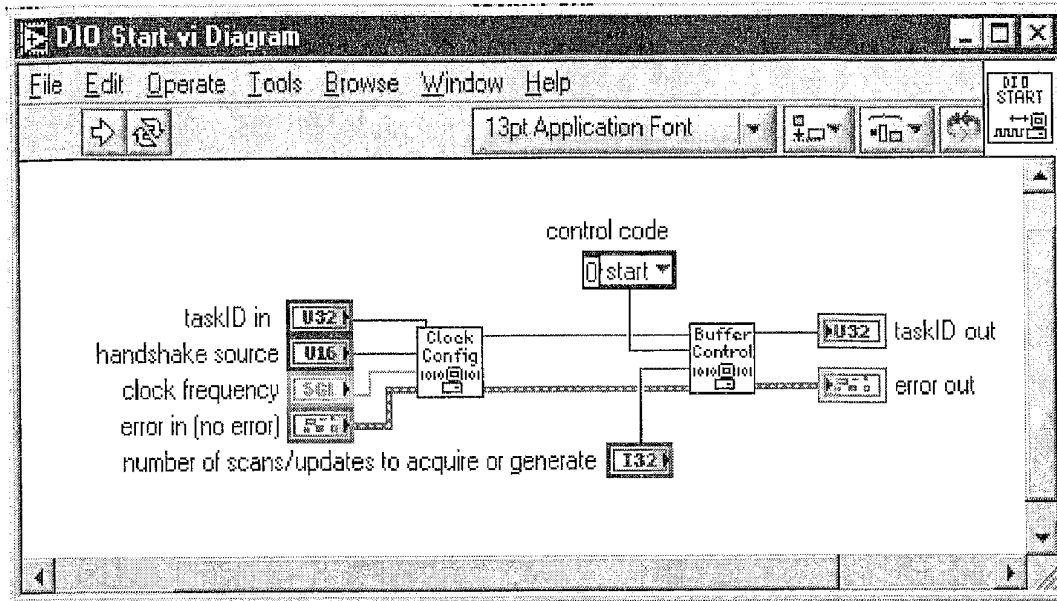 DIO Start.vi Diagram
File Edit Operate Tools Browse Window Help
DIO
START
13pt Application Font
control code
0 start
taskID in U32
handshake source U16
clock frequency SGL
error in (no error)
number of scans/updates to acquire or generate I32
Clock
Config
Buffer
Control
U32 taskID out
error out